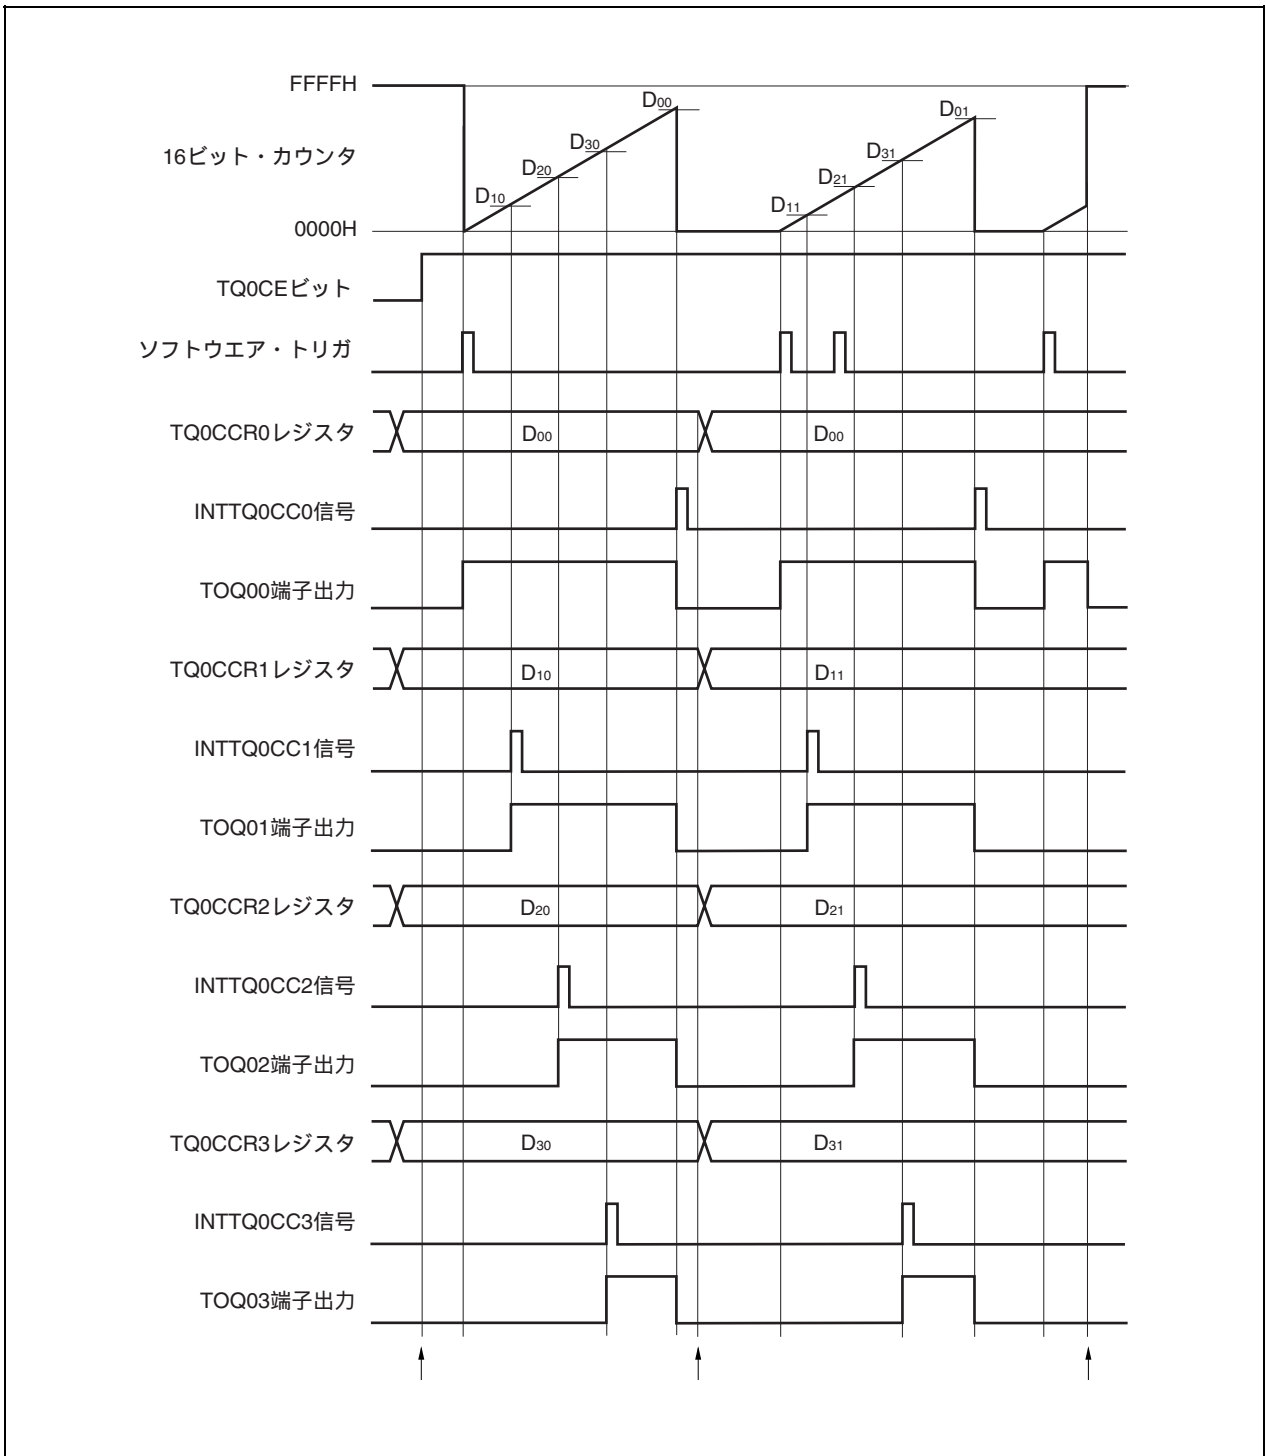 FFFFH
16ビット・カウンタ
0000H
D00
D30
D20
D10
D01
D31
D21
D11
TQ0CEビット
ソフトウエア・トリガ
TQ0CCR0レジスタ D00 D00
INTTQ0CC0信号
TOQ00端子出力
TQ0CCR1レジスタ D10 D11
INTTQ0CC1信号
TOQ01端子出力
TQ0CCR2レジスタ D20 D21
INTTQ0CC2信号
TOQ02端子出力
TQ0CCR3レジスタ D30 D31
INTTQ0CC3信号
TOQ03端子出力